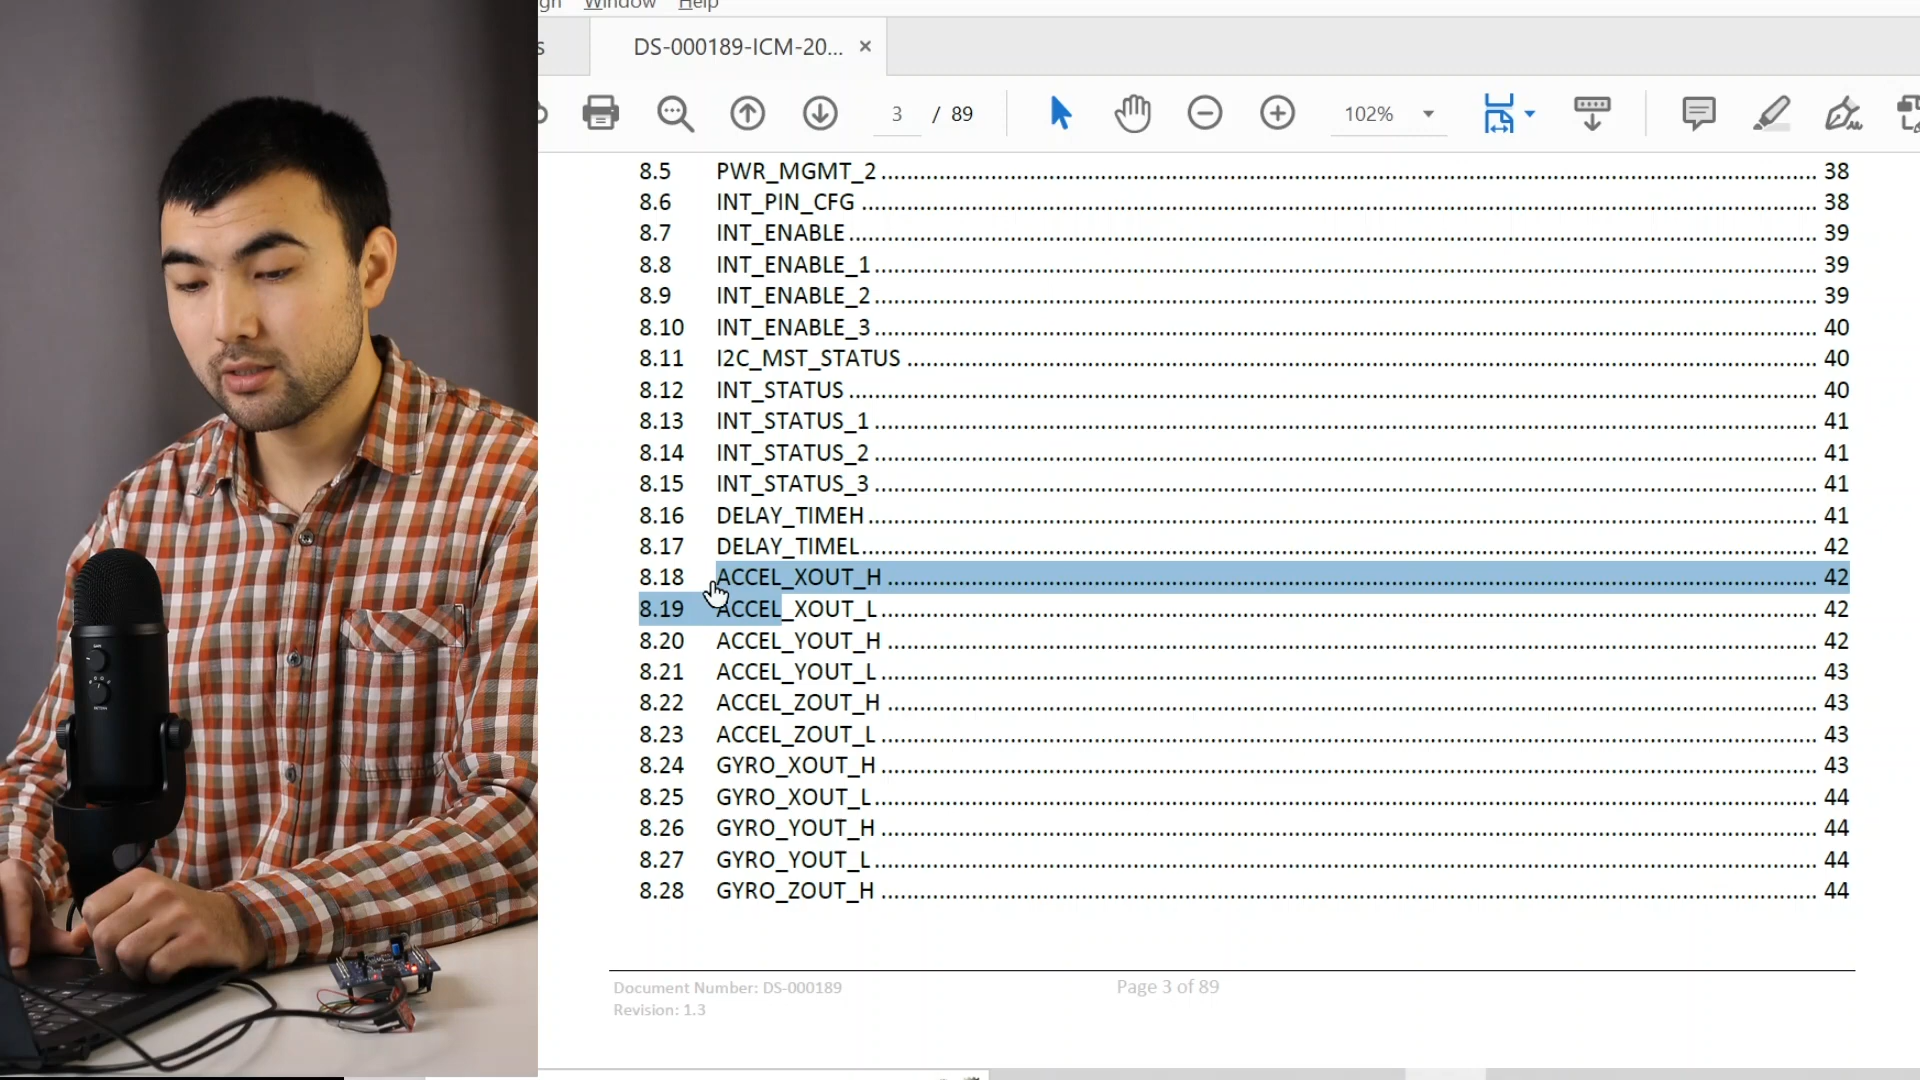 Window Help
s
DS-000189-ICM-20... ×
3 / 89
102%
8.5 PWR_MGMT_2 38
8.6 INT_PIN_CFG 38
8.7 INT_ENABLE 39
8.8 INT_ENABLE_1 39
8.9 INT_ENABLE_2 39
8.10 INT_ENABLE_3 40
8.11 I2C_MST_STATUS 40
8.12 INT_STATUS 40
8.13 INT_STATUS_1 41
8.14 INT_STATUS_2 41
8.15 INT_STATUS_3 41
8.16 DELAY_TIMEH 41
8.17 DELAY_TIMEL 42
8.18 ACCEL_XOUT_H 42
8.19 ACCEL_XOUT_L 42
8.20 ACCEL_YOUT_H 42
8.21 ACCEL_YOUT_L 43
8.22 ACCEL_ZOUT_H 43
8.23 ACCEL_ZOUT_L 43
8.24 GYRO_XOUT_H 43
8.25 GYRO_XOUT_L 44
8.26 GYRO_YOUT_H 44
8.27 GYRO_YOUT_L 44
8.28 GYRO_ZOUT_H 44
Document Number: DS-000189 Page 3 of 89
Revision: 1.3